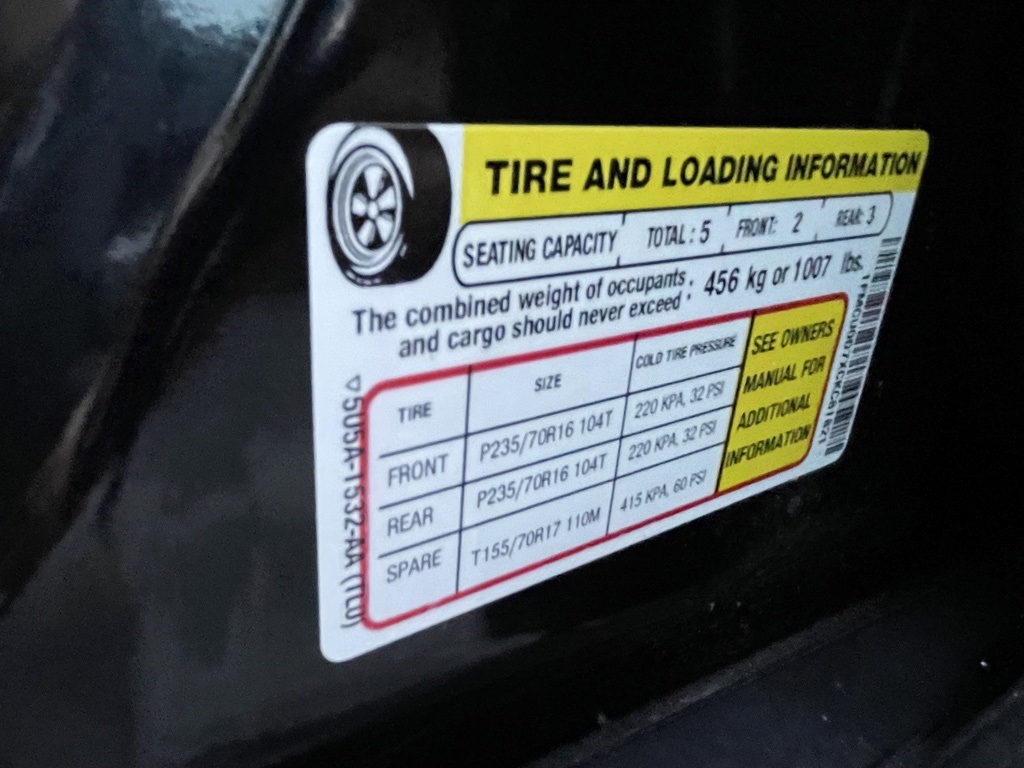 TIRE AND LOADING INFORMATION
SEATING CAPACITY TOTAL: 5 FRONT: 2 REAR: 3
The combined weight of occupants
and cargo should never exceed : 456 kg or 1007 lbs.
TIRE SIZE COLD TIRE PRESSURE
FRONT P235/70R16 104T 220 KPA, 32 PSI
REAR P235/70R16 104T 220 KPA, 32 PSI
SPARE T155/70R17 110M 415 KPA, 60 PSI
SEE OWNERS
MANUAL FOR
ADDITIONAL
INFORMATION
5U5A-1532-AA (TLU)